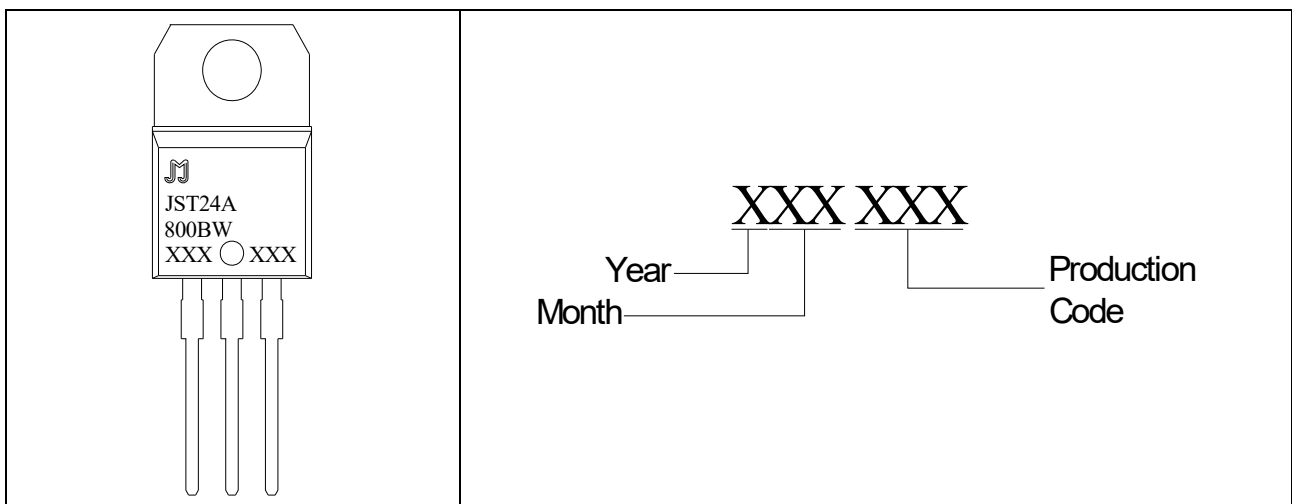 JST24A
800BW
XXX XXX
XXX XXX
Year
Month
Production
Code